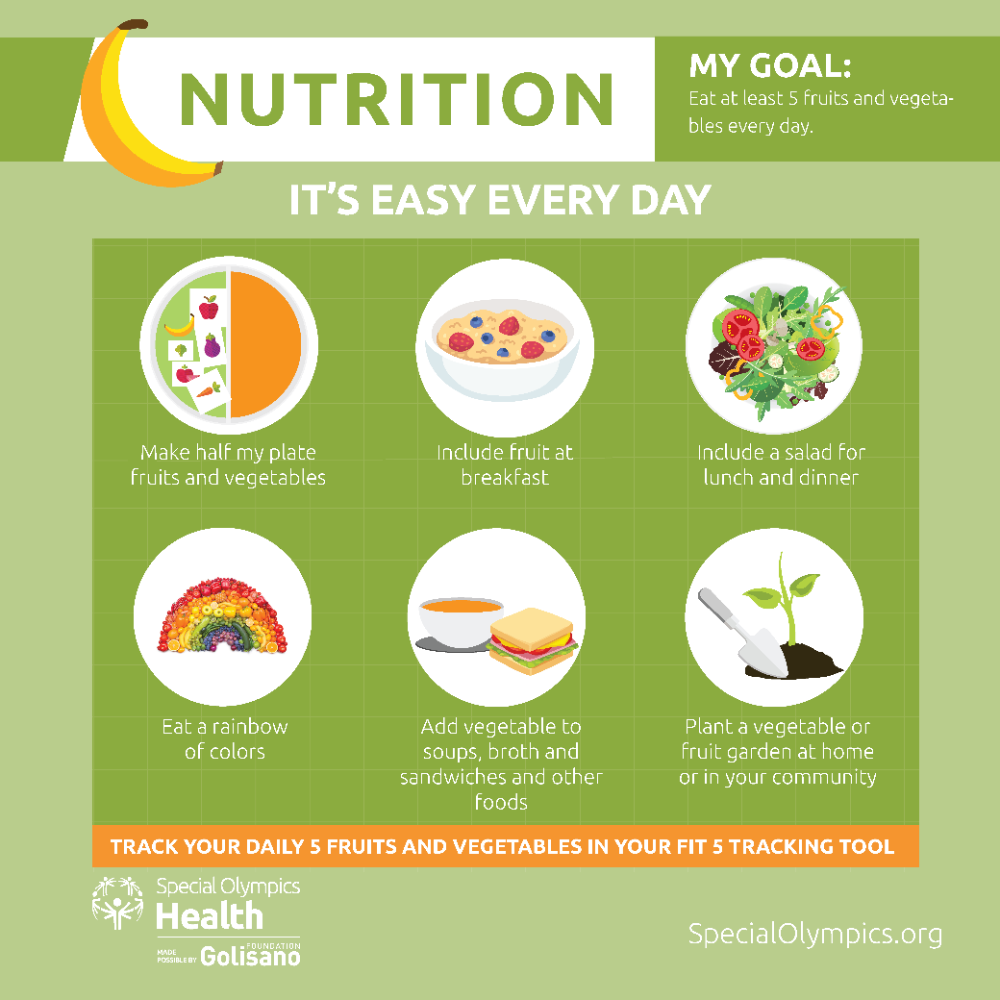 NUTRITION
MY GOAL:
Eat at least 5 fruits and vegeta-
bles every day.
IT'S EASY EVERY DAY
Make half my plate
fruits and vegetables
Include fruit at
breakfast
Include a salad for
lunch and dinner
Eat a rainbow
of colors
Add vegetable to
soups, broth and
sandwiches and other
foods
Plant a vegetable or
fruit garden at home
or in your community
TRACK YOUR DAILY 5 FRUITS AND VEGETABLES IN YOUR FIT 5 TRACKING TOOL
Special Olympics
Health
MADE
POSSIBLE BY
FOUNDATION
Golisano
SpecialOlympics.org